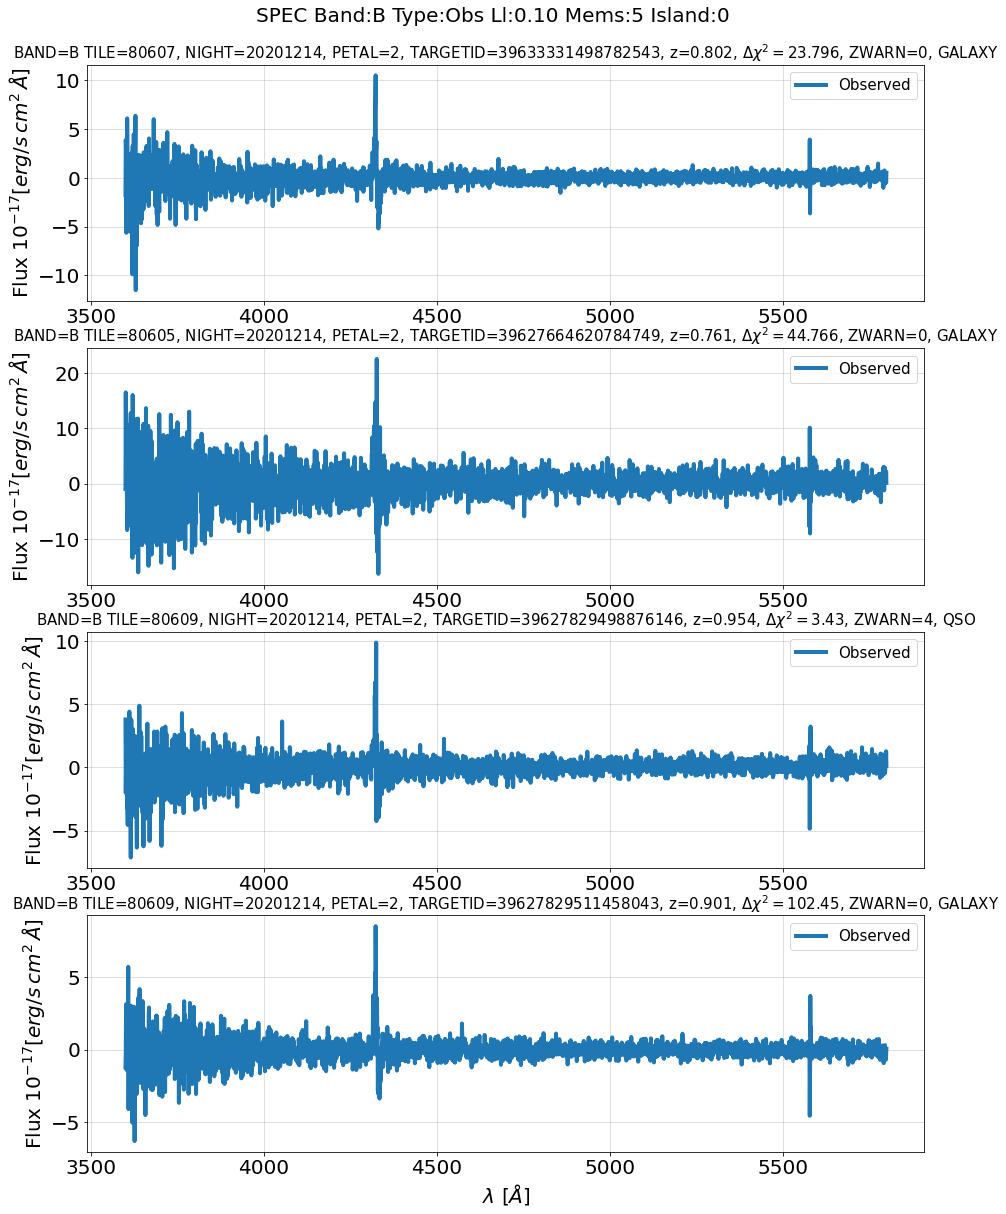 SPEC Band:B Type:Obs Ll:0.10 Mems:5 Island:0
BAND=B TILE=80607, NIGHT=20201214, PETAL=2, TARGETID=39633331498782543, z=0.802, Δχ² = 23.796, ZWARN=0, GALAXY
Flux 10⁻¹⁷[erg/s cm² Å]
10
5
0
−5
−10
Observed
3500 4000 4500 5000 5500
BAND=B TILE=80605, NIGHT=20201214, PETAL=2, TARGETID=39627664620784749, z=0.761, Δχ² = 44.766, ZWARN=0, GALAXY
Flux 10⁻¹⁷[erg/s cm² Å]
20
10
0
−10
Observed
3500 4000 4500 5000 5500
BAND=B TILE=80609, NIGHT=20201214, PETAL=2, TARGETID=39627829498876146, z=0.954, Δχ² = 3.43, ZWARN=4, QSO
Flux 10⁻¹⁷[erg/s cm² Å]
10
5
0
−5
Observed
3500 4000 4500 5000 5500
BAND=B TILE=80609, NIGHT=20201214, PETAL=2, TARGETID=39627829511458043, z=0.901, Δχ² = 102.45, ZWARN=0, GALAXY
Flux 10⁻¹⁷[erg/s cm² Å]
5
0
−5
Observed
3500 4000 4500 5000 5500
λ [Å]